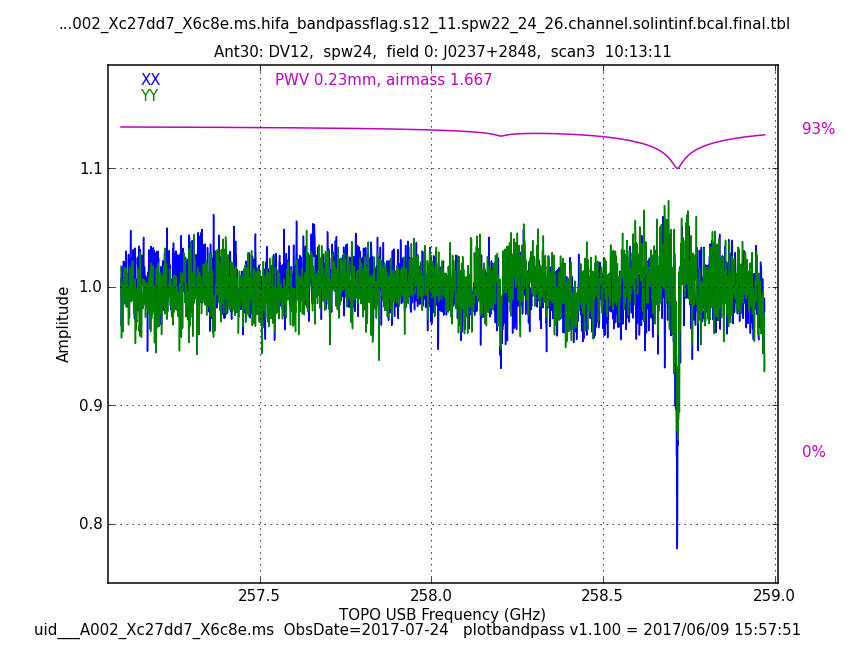 ...002_Xc27dd7_X6c8e.ms.hifa_bandpassflag.s12_11.spw22_24_26.channel.solintinf.bcal.final.tbl
Ant30: DV12,  spw24,  field 0: J0237+2848,  scan3  10:13:11
XX
YY
PWV 0.23mm, airmass 1.667
93%
0%
1.1
1.0
0.9
0.8
Amplitude
257.5
258.0
258.5
259.0
TOPO USB Frequency (GHz)
uid___A002_Xc27dd7_X6c8e.ms  ObsDate=2017-07-24   plotbandpass v1.100 = 2017/06/09 15:57:51